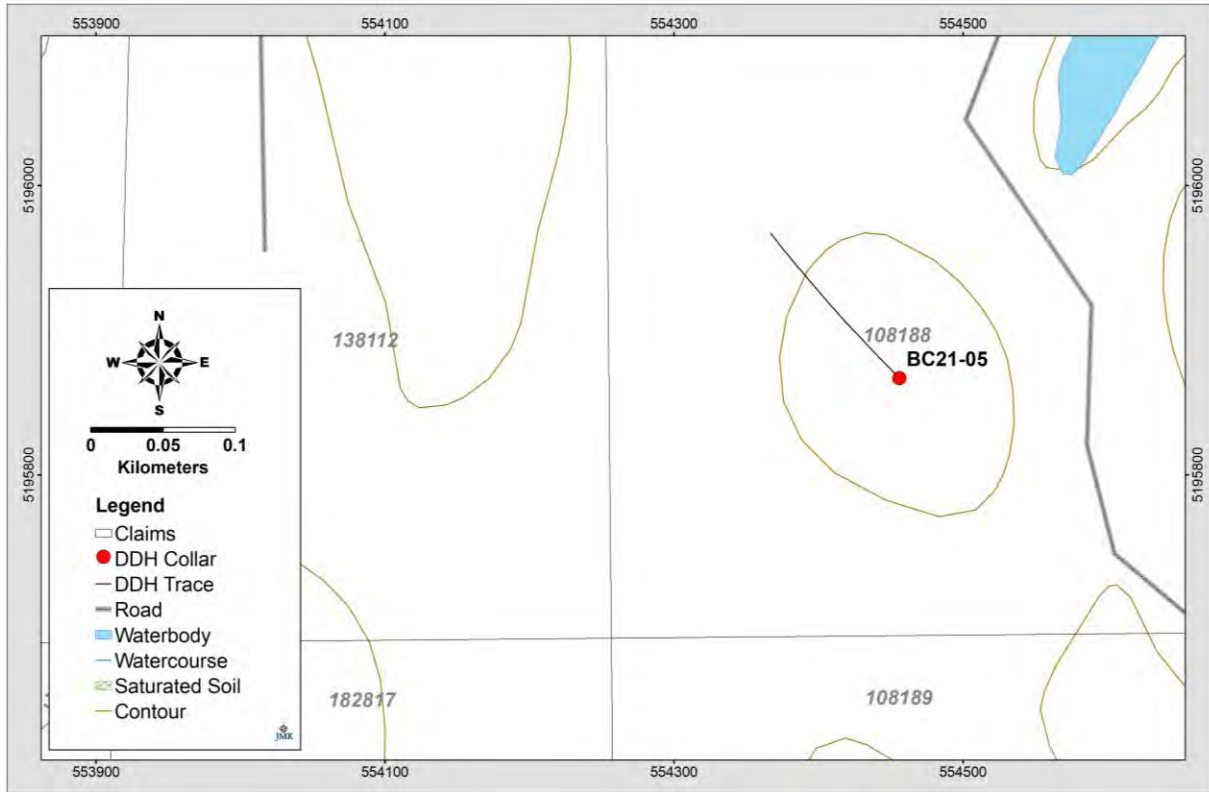 553900 554100 554300 554500
5196000 5196000
138112 108188
BC21-05
N
W E
S
0 0.05 0.1
Kilometers
5195800 5195800
Legend
Claims
DDH Collar
DDH Trace
Road
Waterbody
Watercourse
Saturated Soil
Contour
JMK
182817 108189
553900 554100 554300 554500